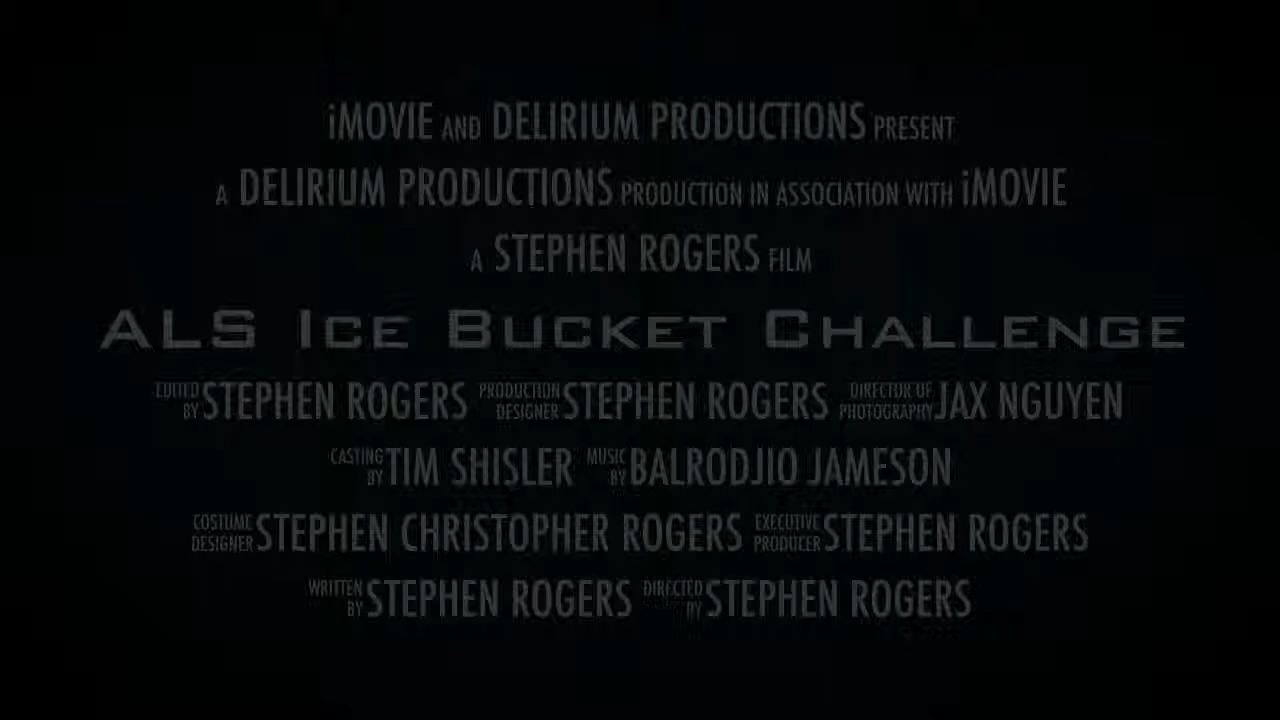 iMOVIE AND DELIRIUM PRODUCTIONS PRESENT
A DELIRIUM PRODUCTIONS PRODUCTION IN ASSOCIATION WITH iMOVIE
A STEPHEN ROGERS FILM
ALS ICE BUCKET CHALLENGE
EDITED BY STEPHEN ROGERS PRODUCTION DESIGNER STEPHEN ROGERS DIRECTOR OF PHOTOGRAPHY JAX NGUYEN
CASTING BY TIM SHISLER MUSIC BY BALRODJIO JAMESON
COSTUME DESIGNER STEPHEN CHRISTOPHER ROGERS EXECUTIVE PRODUCER STEPHEN ROGERS
WRITTEN BY STEPHEN ROGERS DIRECTED BY STEPHEN ROGERS